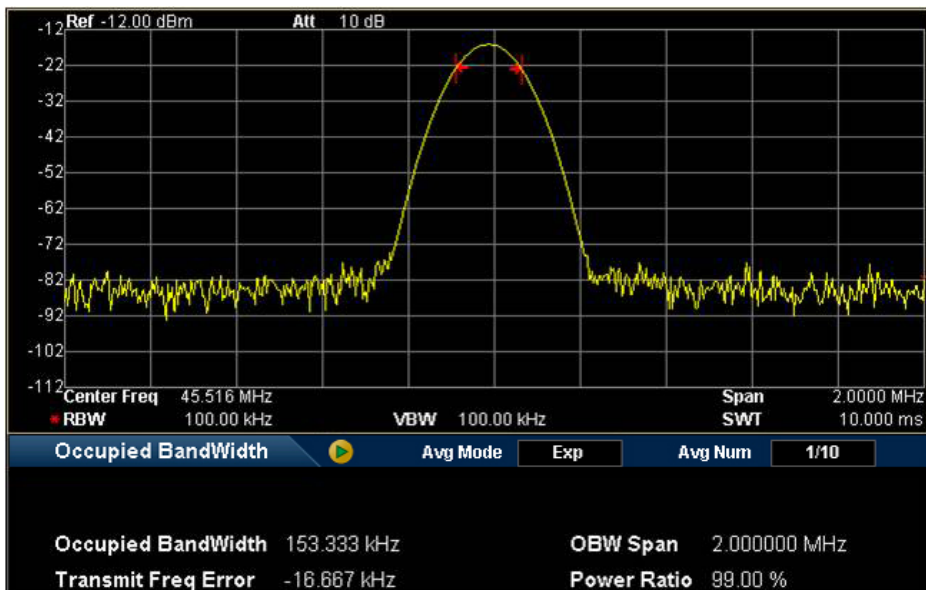 Ref -12.00 dBm Att 10 dB
-12
-22
-32
-42
-52
-62
-72
-82
-92
-102
-112
Center Freq 45.516 MHz Span 2.0000 MHz
* RBW 100.00 kHz VBW 100.00 kHz SWT 10.000 ms
Occupied BandWidth Avg Mode Exp Avg Num 1/10
Occupied BandWidth 153.333 kHz OBW Span 2.000000 MHz
Transmit Freq Error -16.667 kHz Power Ratio 99.00 %